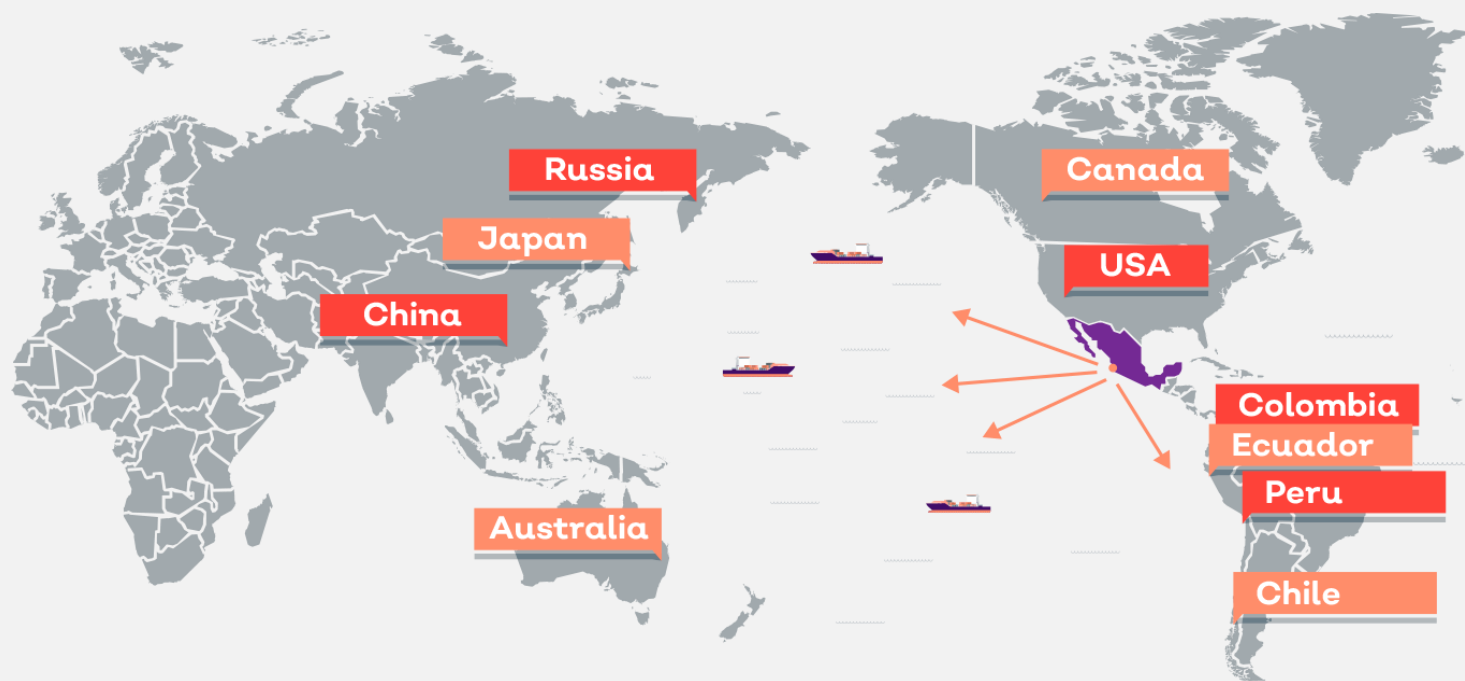 Russia
Canada
Japan
USA
China
Colombia
Ecuador
Peru
Australia
Chile